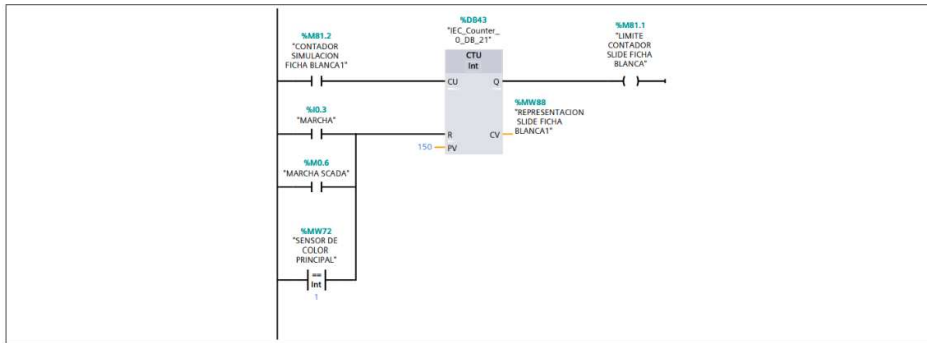 %DB43
"IEC_Counter_
0_DB_21"
%M81.2
"CONTADOR
SIMULACION
FICHA BLANCA1"
CTU
Int
%M81.1
"LIMITE
CONTADOR
SLIDE FICHA
BLANCA"
CU
Q
%I0.3
"MARCHA"
%MW88
"REPRESENTACION
SLIDE FICHA
BLANCA1"
R
CV
150
PV
%M0.6
"MARCHA SCADA"
%MW72
"SENSOR DE
COLOR
PRINCIPAL"
==
Int
1